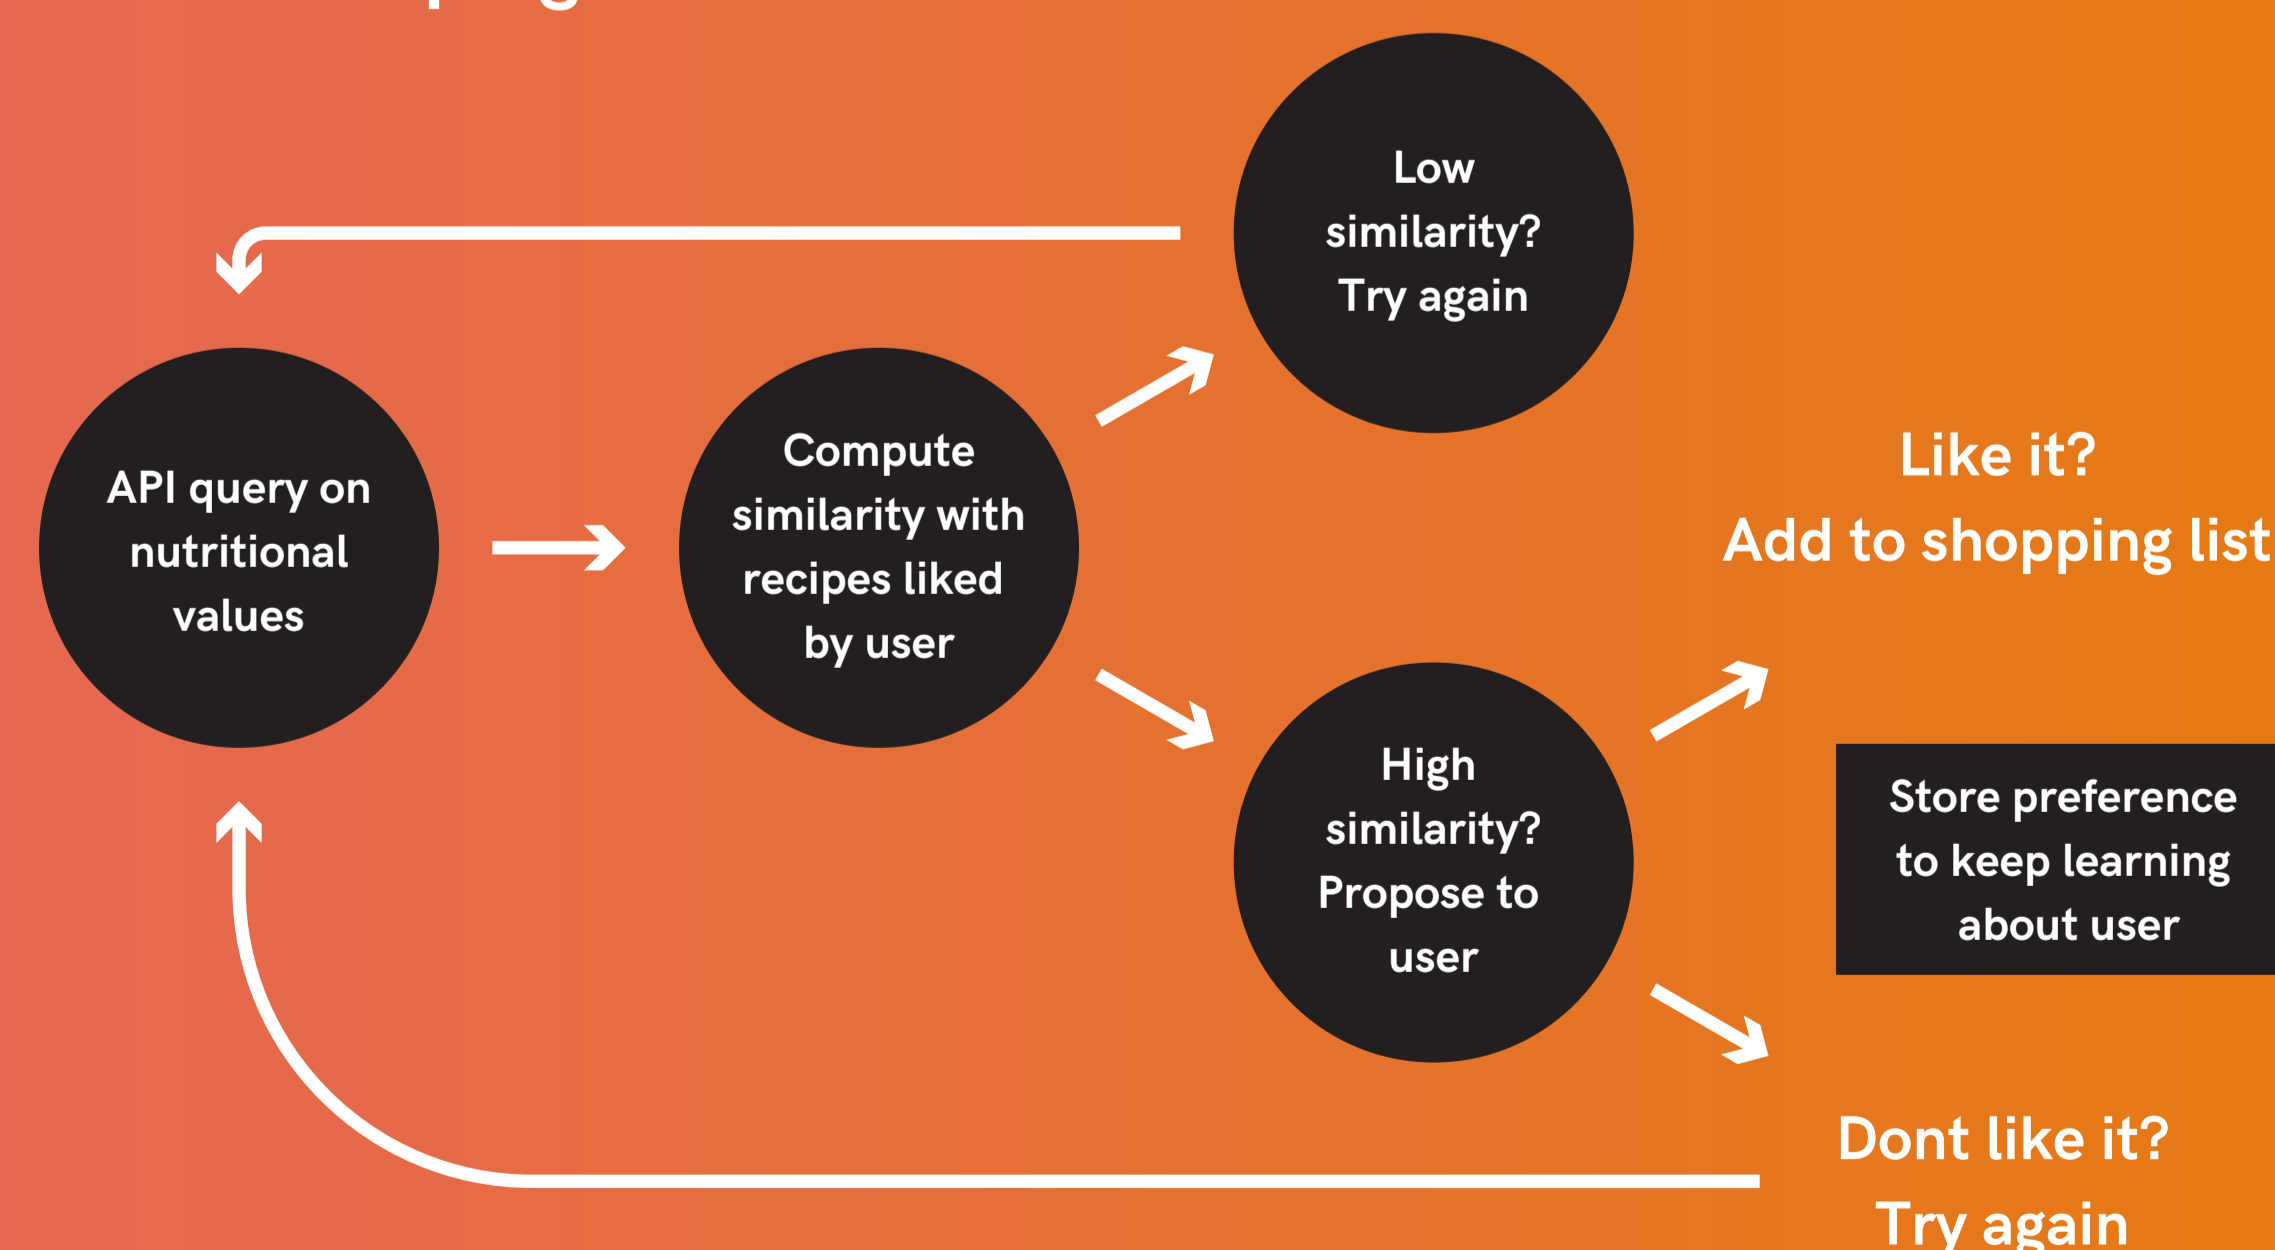 API query on
nutritional
values
Compute
similarity with
recipes liked
by user
Low
similarity?
Try again
High
similarity?
Propose to
user
Like it?
Add to shopping list
Store preference
to keep learning
about user
Dont like it?
Try again